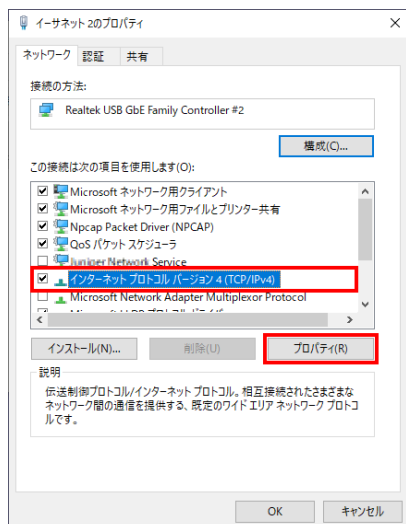 イーサネット 2のプロパティ
ネットワーク 認証 共有
接続の方法:
Realtek USB GbE Family Controller #2
構成(C)...
この接続は次の項目を使用します(O):
Microsoft ネットワーク用クライアント
Microsoft ネットワーク用ファイルとプリンター共有
Npcap Packet Driver (NPCAP)
QoS パケット スケジューラ
Juniper Network Service
インターネット プロトコル バージョン 4 (TCP/IPv4)
Microsoft Network Adapter Multiplexor Protocol
インストール(N)... 削除(U) プロパティ(R)
説明
伝送制御プロトコル/インターネット プロトコル。相互接続されたさまざまな
ネットワーク間の通信を提供する、既定のワイド エリア ネットワーク プロトコ
ルです。
OK キャンセル